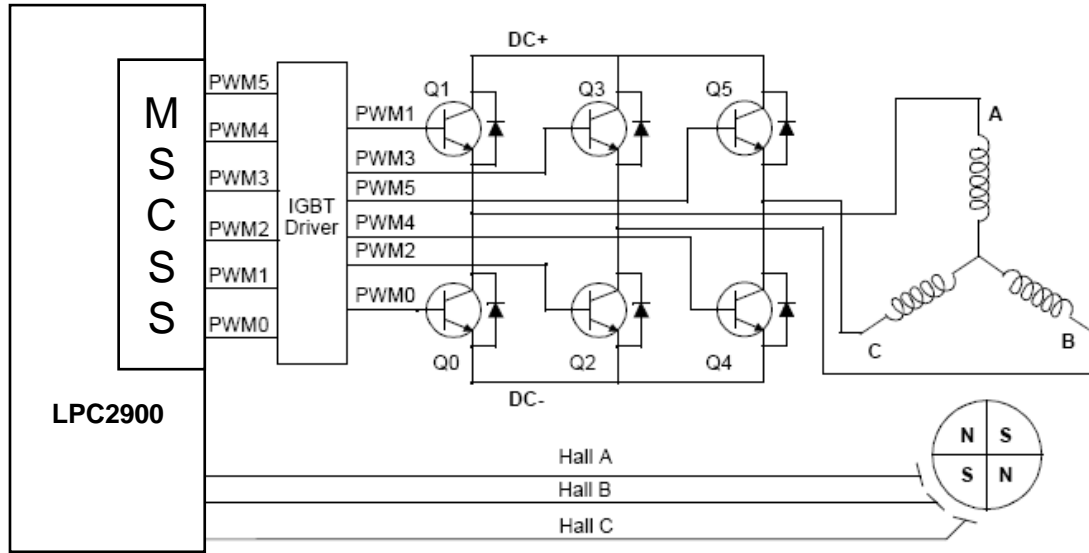 MSCSS
LPC2900
PWM5
PWM4
PWM3
PWM2
PWM1
PWM0
IGBT
Driver
PWM1
PWM3
PWM5
PWM4
PWM2
PWM0
DC+
Q1
Q3
Q5
Q0
Q2
Q4
DC-
A
C
B
Hall A
Hall B
Hall C
N S
S N